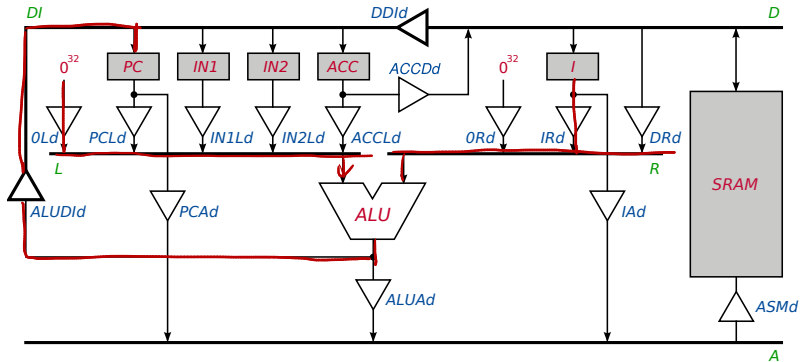 DI DDId D
0³² PC IN1 IN2 ACC ACCDd 0³² I
0Ld PCLd IN1Ld IN2Ld ACCLd 0Rd IRd DRd
L R
SRAM
ALUDId PCAd ALU IAd
ALUAd ASMd
A